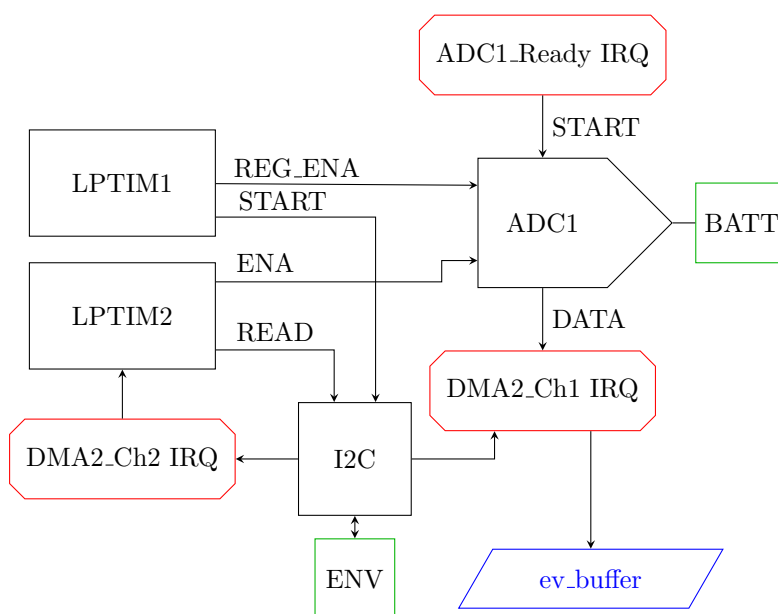 ADC1_Ready IRQ
START
LPTIM1
REG_ENA
START
ADC1
BATT
LPTIM2
ENA
READ
DATA
DMA2_Ch1 IRQ
DMA2_Ch2 IRQ
I2C
ENV
ev_buffer